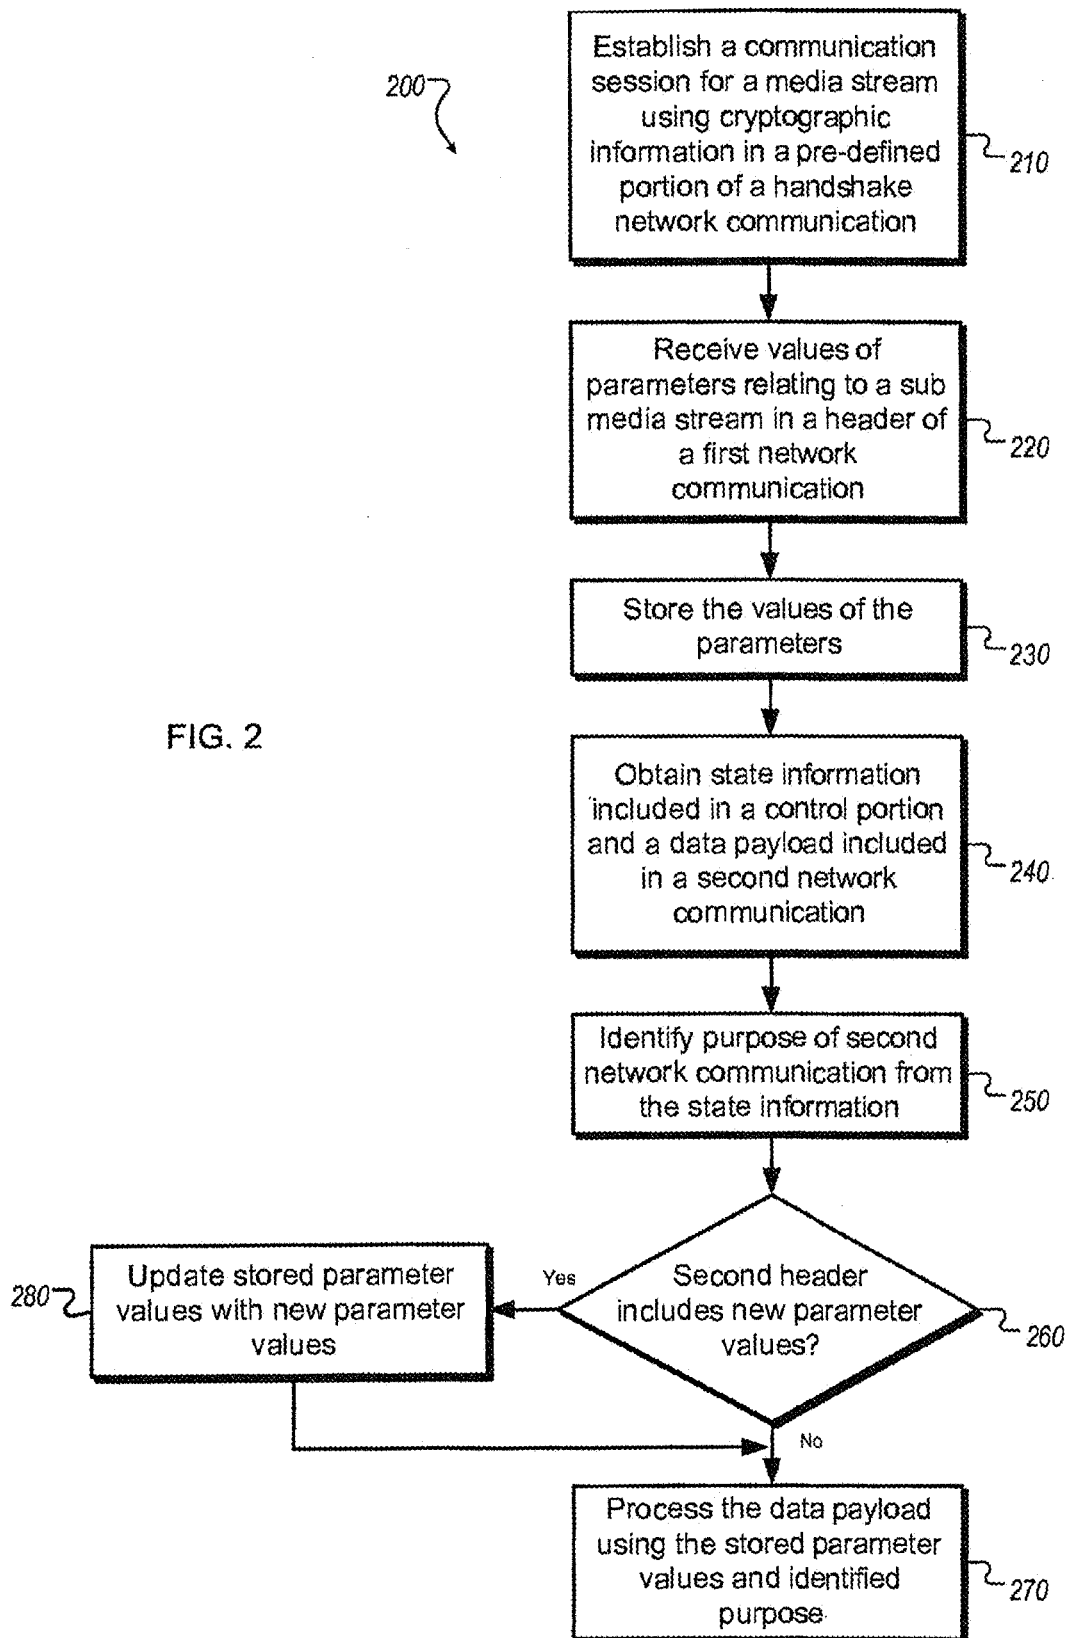 200
Establish a communication
session for a media stream
using cryptographic
information in a pre-defined
portion of a handshake
network communication
210
Receive values of
parameters relating to a sub
media stream in a header of
a first network
communication
220
Store the values of the
parameters
230
FIG. 2
Obtain state information
included in a control portion
and a data payload included
in a second network
communication
240
Identify purpose of second
network communication from
the state information
250
Second header
includes new parameter
values?
260
Yes
Update stored parameter
values with new parameter
values
280
No
Process the data payload
using the stored parameter
values and identified
purpose
270